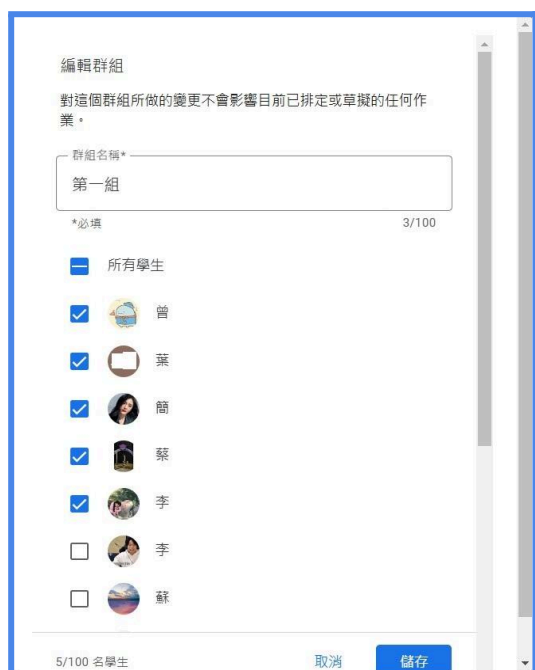 編輯群組
對這個群組所做的變更不會影響目前已排定或草擬的任何作
業。
群組名稱*
第一組
*必填 3/100
所有學生
曾
葉
簡
蔡
李
李
蘇
5/100 名學生 取消 儲存